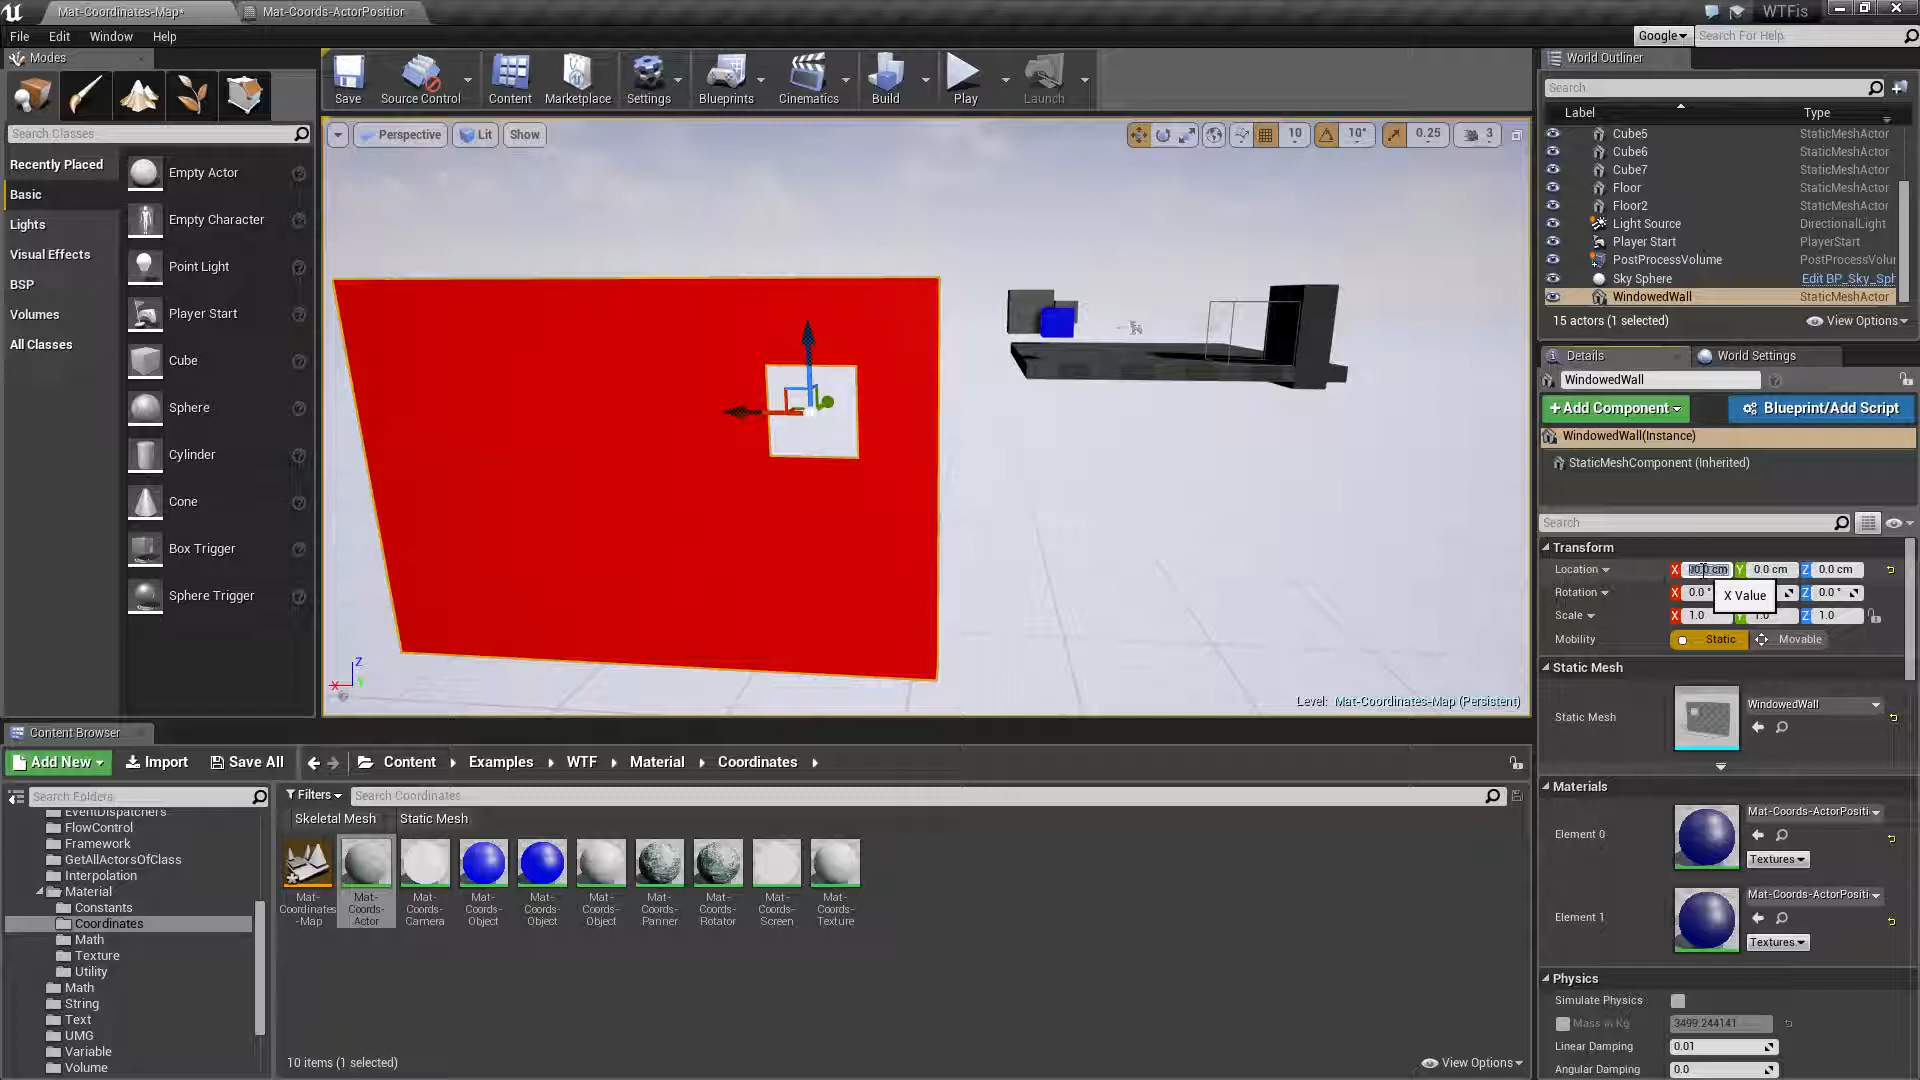 Mat-Coordinates-Map*
Mat-Coords-ActorPosition
WTFis
File
Edit
Window
Help
Google
Search For Help
Modes
Search Classes
Recently Placed
Basic
Lights
Visual Effects
BSP
Volumes
All Classes
Empty Actor
Empty Character
Point Light
Player Start
Cube
Sphere
Cylinder
Cone
Box Trigger
Sphere Trigger
Save
Source Control
Content
Marketplace
Settings
Blueprints
Cinematics
Build
Play
Launch
Perspective
Lit
Show
10
10°
0.25
3
Z
X
Y
Level: Mat-Coordinates-Map (Persistent)
World Outliner
Search
Label
Type
Cube5 StaticMeshActor
Cube6 StaticMeshActor
Cube7 StaticMeshActor
Floor StaticMeshActor
Floor2 StaticMeshActor
Light Source DirectionalLight
Player Start PlayerStart
PostProcessVolume PostProcessVolu
Sky Sphere Edit BP_Sky_Sph
WindowedWall StaticMeshActor
15 actors (1 selected)
View Options
Details
World Settings
WindowedWall
+Add Component
Blueprint/Add Script
WindowedWall(Instance)
StaticMeshComponent (Inherited)
Search
Transform
Location X Y 0.0 cm Z 0.0 cm
Rotation X 0.0 ° Z 0.0 °
X Value
Scale X 1.0 1.0 Z 1.0
Mobility Static Movable
Static Mesh
Static Mesh
WindowedWall
Materials
Element 0
Mat-Coords-ActorPositi
Textures
Element 1
Mat-Coords-ActorPositi
Textures
Physics
Simulate Physics
Mass in Kg 3499.244141
Linear Damping 0.01
Angular Damping 0.0
Content Browser
Add New
Import
Save All
Content
Examples
WTF
Material
Coordinates
Search Folders
Filters
Search Coordinates
Skeletal Mesh
Static Mesh
EventDispatchers
FlowControl
Framework
GetAllActorsOfClass
Interpolation
Material
Constants
Coordinates
Math
Texture
Utility
Math
String
Text
UMG
Variable
Volume
Mat-Coordinates-Map
Mat-Coords-Actor
Mat-Coords-Camera
Mat-Coords-Object
Mat-Coords-Object
Mat-Coords-Object
Mat-Coords-Panner
Mat-Coords-Rotator
Mat-Coords-Screen
Mat-Coords-Texture
10 items (1 selected)
View Options